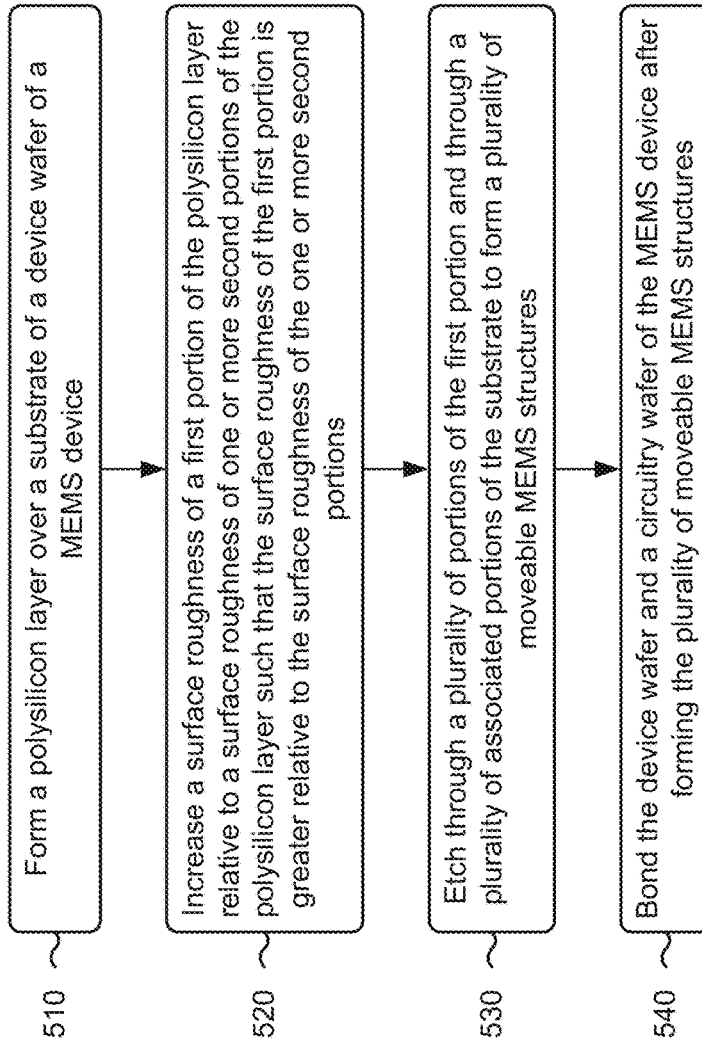 510
Form a polysilicon layer over a substrate of a device wafer of a
MEMS device
520
Increase a surface roughness of a first portion of the polysilicon layer
relative to a surface roughness of one or more second portions of the
polysilicon layer such that the surface roughness of the first portion is
greater relative to the surface roughness of the one or more second
portions
530
Etch through a plurality of portions of the first portion and through a
plurality of associated portions of the substrate to form a plurality of
moveable MEMS structures
540
Bond the device wafer and a circuitry wafer of the MEMS device after
forming the plurality of moveable MEMS structures